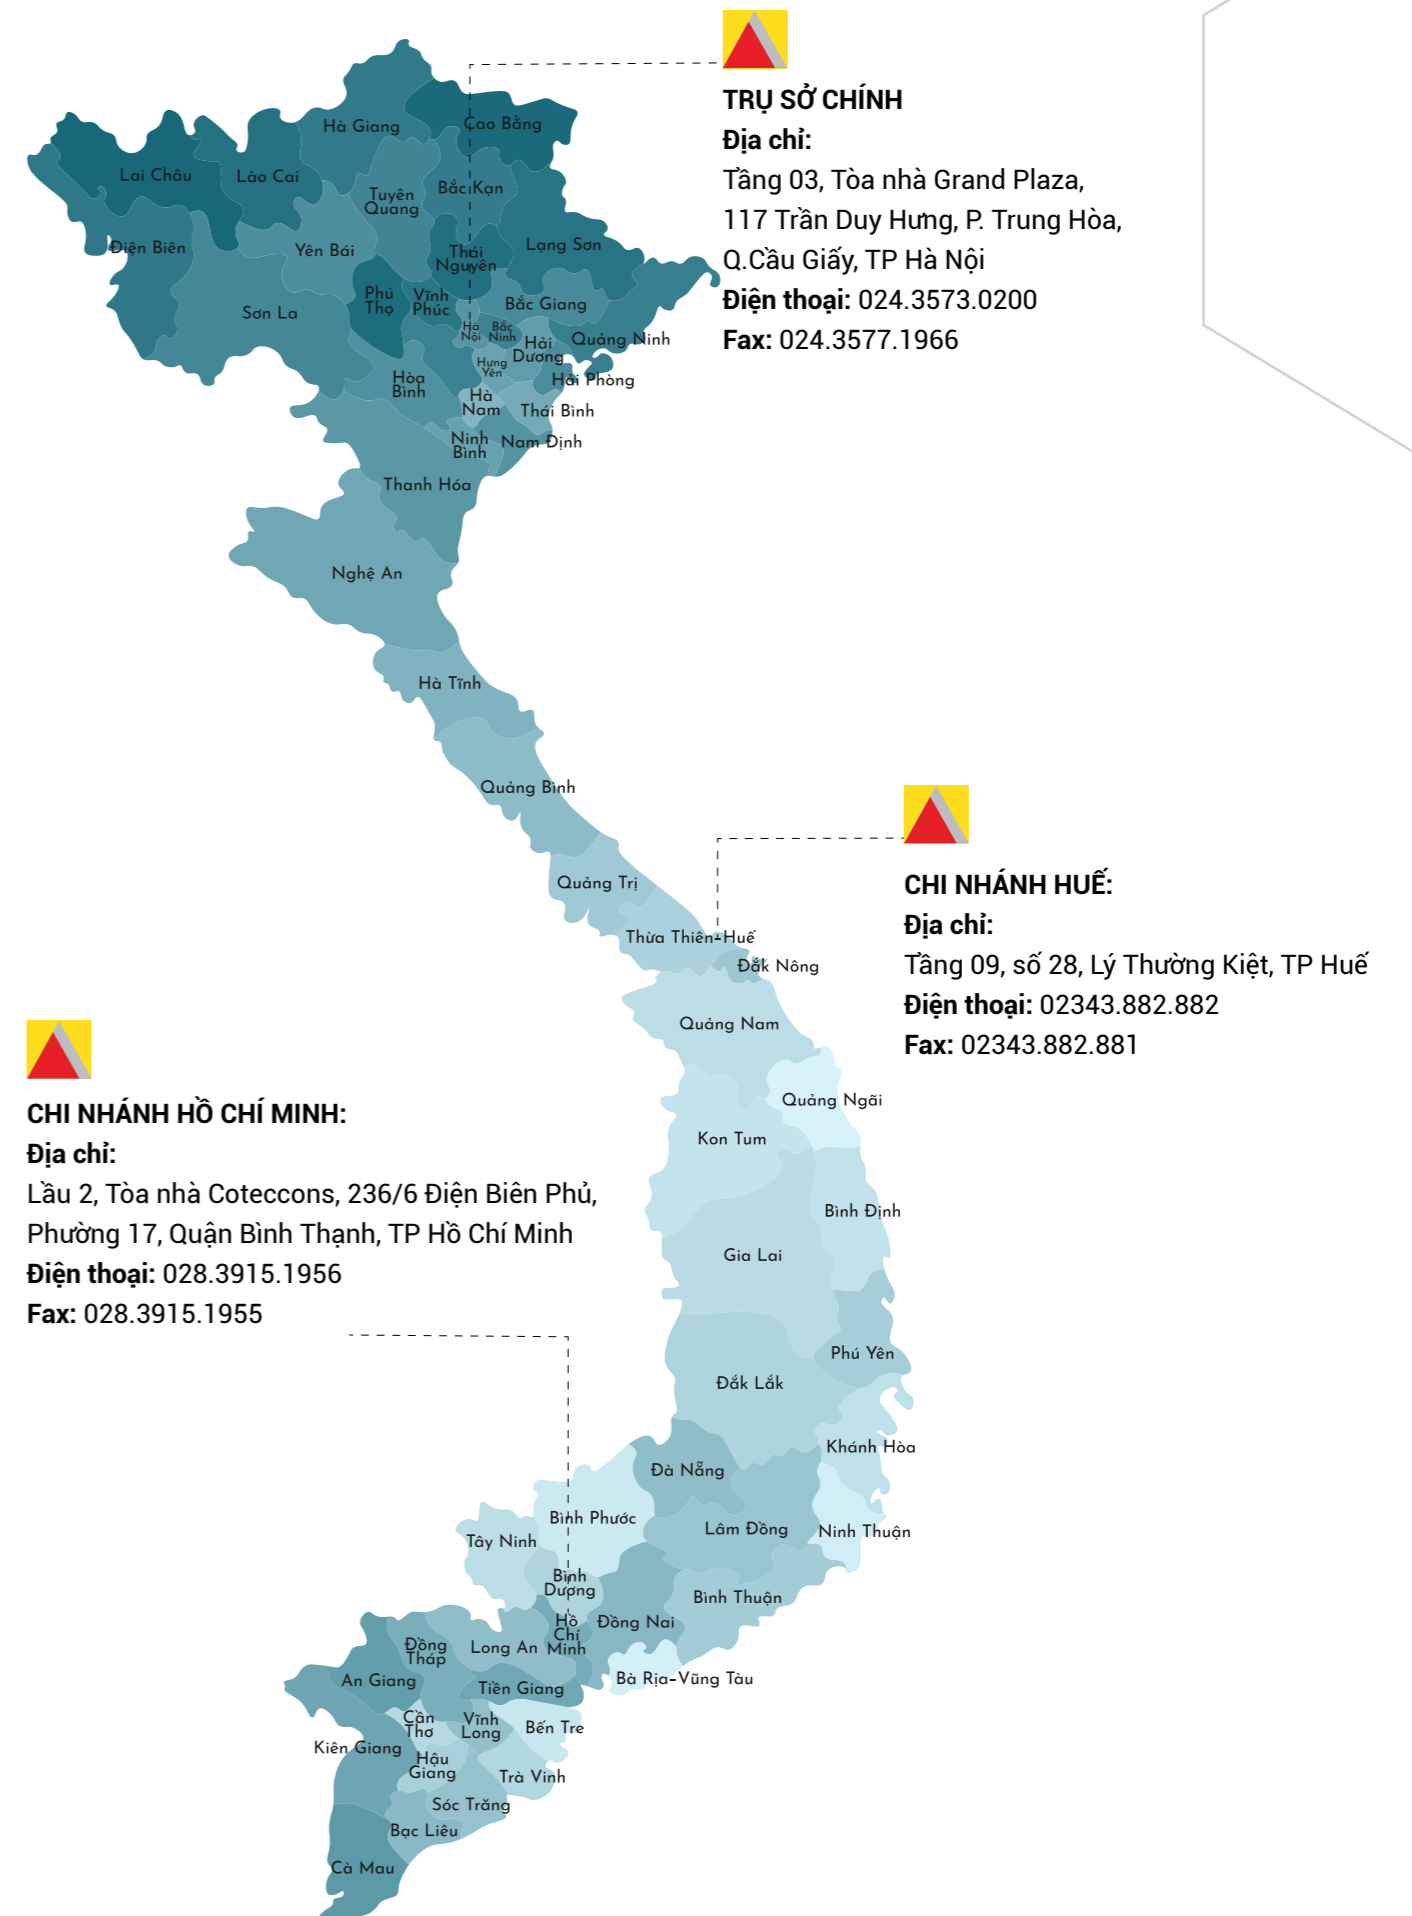 TRỤ SỞ CHÍNH
Địa chỉ:
Tầng 03, Tòa nhà Grand Plaza,
117 Trần Duy Hưng, P. Trung Hòa,
Q.Cầu Giấy, TP Hà Nội
Điện thoại: 024.3573.0200
Fax: 024.3577.1966
Hà Giang
Cao Bằng
Lai Châu
Lào Cai
Tuyên
Quang
Bắc Kạn
Điện Biên
Yên Bái
Thái
Nguyên
Lạng Sơn
Sơn La
Phú
Thọ
Vĩnh
Phúc
Bắc Giang
Hà
Nội
Bắc
Ninh
Hải
Dương
Quảng Ninh
Hưng
Yên
Hòa
Bình
Hải Phòng
Hà
Nam
Thái Bình
Ninh
Bình
Nam Định
Thanh Hóa
Nghệ An
Hà Tĩnh
Quảng Bình
Quảng Trị
Thừa Thiên-Huế
Đắk Nông
CHI NHÁNH HUẾ:
Địa chỉ:
Tầng 09, số 28, Lý Thường Kiệt, TP Huế
Điện thoại: 02343.882.882
Fax: 02343.882.881
Quảng Nam
Quảng Ngãi
Kon Tum
CHI NHÁNH HỒ CHÍ MINH:
Địa chỉ:
Lầu 2, Tòa nhà Coteccons, 236/6 Điện Biên Phủ,
Phường 17, Quận Bình Thạnh, TP Hồ Chí Minh
Điện thoại: 028.3915.1956
Fax: 028.3915.1955
Bình Định
Gia Lai
Phú Yên
Đắk Lắk
Khánh Hòa
Đà Nẵng
Bình Phước
Lâm Đồng
Ninh Thuận
Tây Ninh
Bình
Dương
Bình Thuận
Hồ
Chí
Minh
Đồng Nai
Đồng
Tháp
Long An
An Giang
Tiền Giang
Bà Rịa-Vũng Tàu
Cần
Thơ
Vĩnh
Long
Bến Tre
Kiên Giang
Hậu
Giang
Trà Vinh
Sóc Trăng
Bạc Liêu
Cà Mau